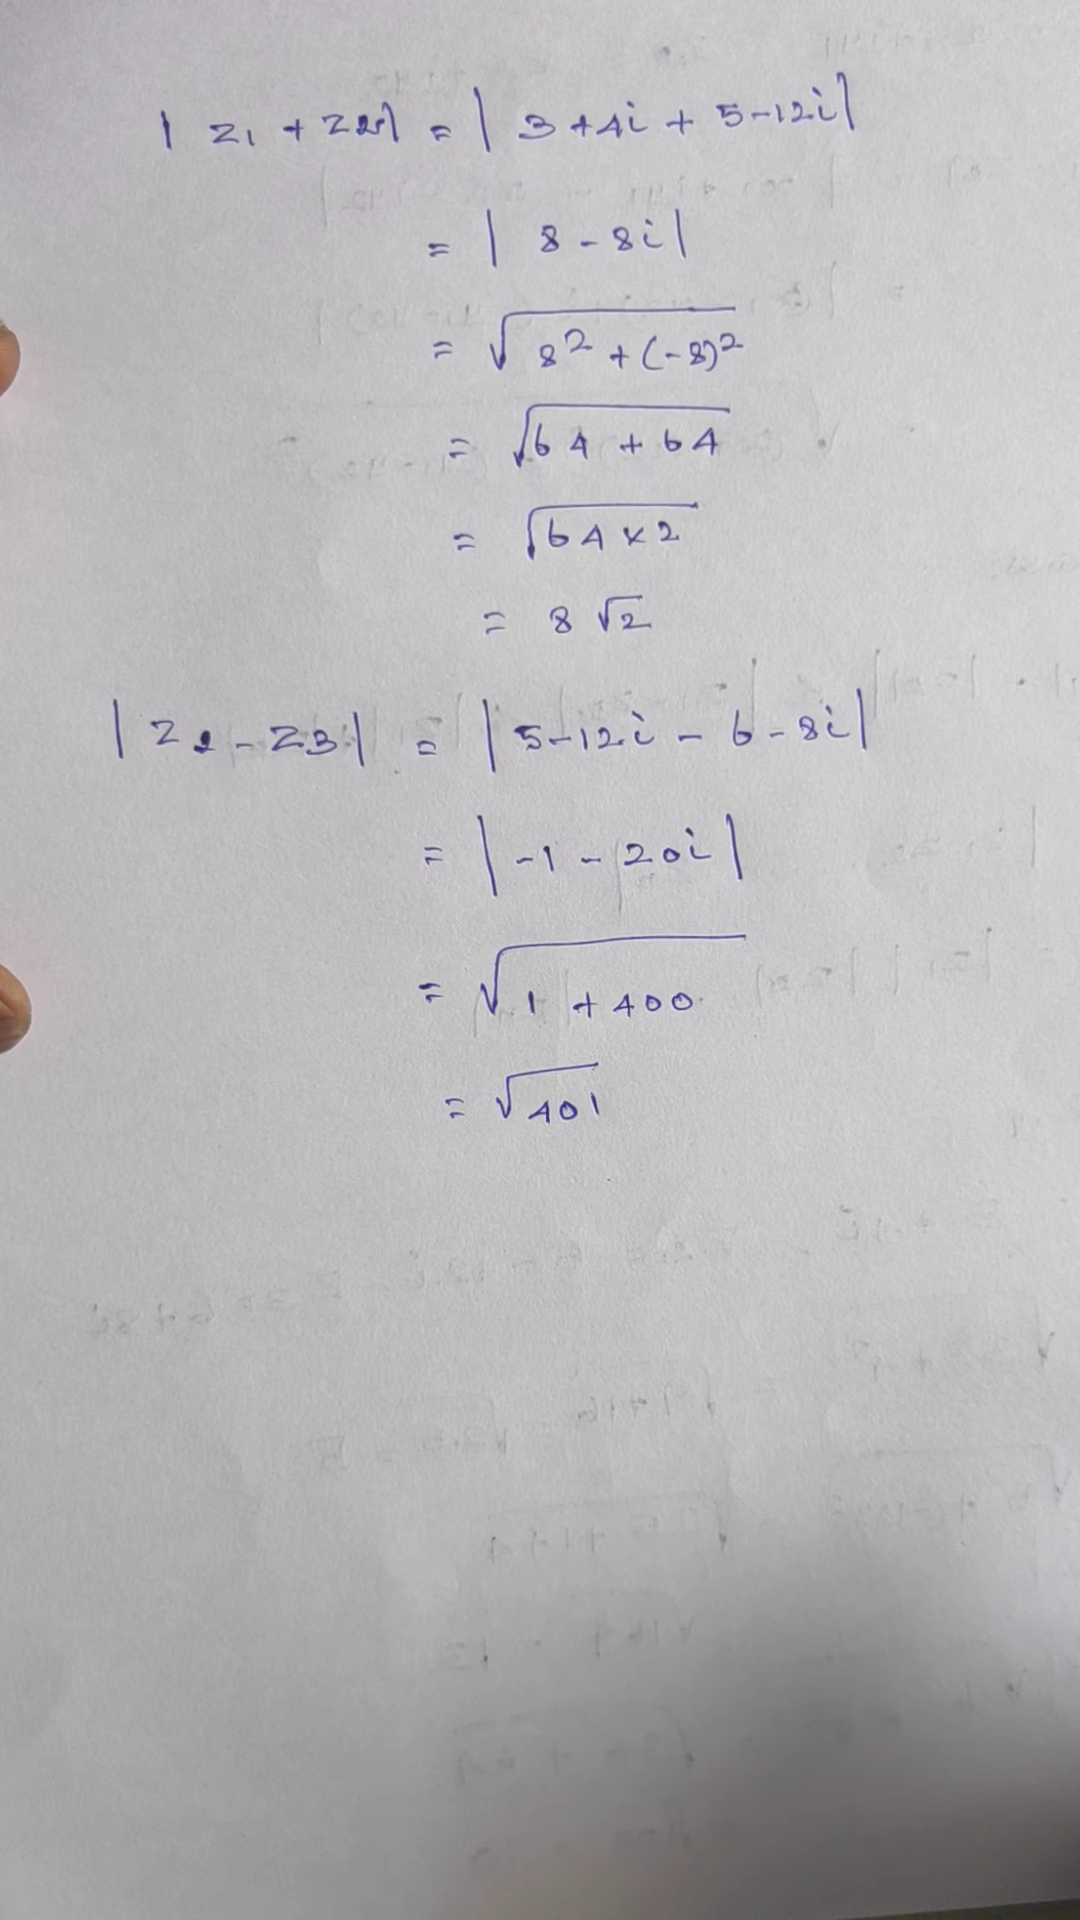 | z1 + z2| = | 3 + 4i + 5-12i|
= | 8 - 8i|
= √8² + (-8)²
= √64 + 64
= √64 x 2
= 8 √2
| z2 - z3| = | 5-12i - 6 - 8i|
= | -1 - 20i|
= √1 + 400
= √401